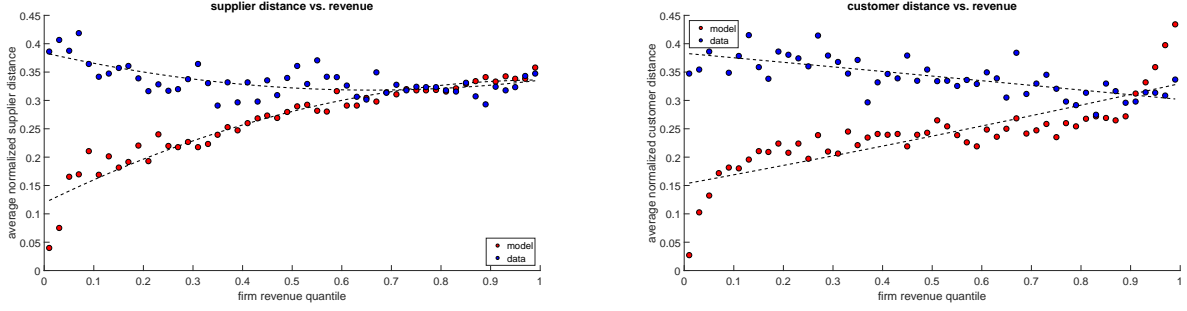 supplier distance vs. revenue
0.45
0.4
0.35
0.3
0.25
0.2
0.15
0.1
0.05
0
average normalized supplier distance
model
data
0 0.1 0.2 0.3 0.4 0.5 0.6 0.7 0.8 0.9 1
firm revenue quantile
customer distance vs. revenue
0.45
0.4
0.35
0.3
0.25
0.2
0.15
0.1
0.05
0
average normalized customer distance
model
data
0 0.1 0.2 0.3 0.4 0.5 0.6 0.7 0.8 0.9 1
firm revenue quantile